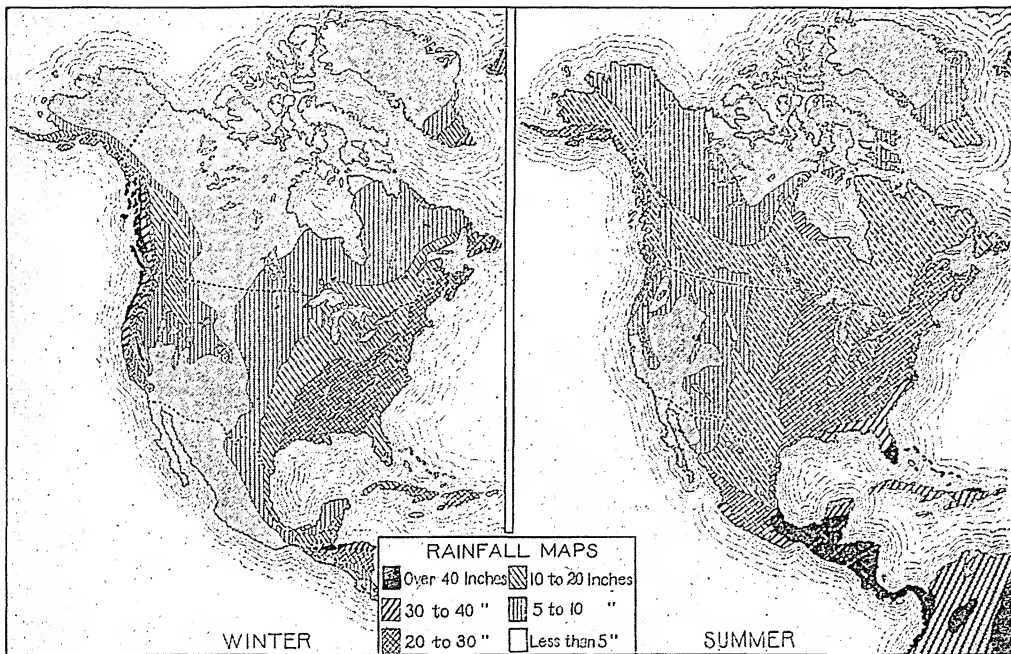 RAINFALL MAPS
Over 40 Inches
10 to 20 Inches
30 to 40 "
5 to 10 "
20 to 30 "
Less than 5 "
WINTER
SUMMER